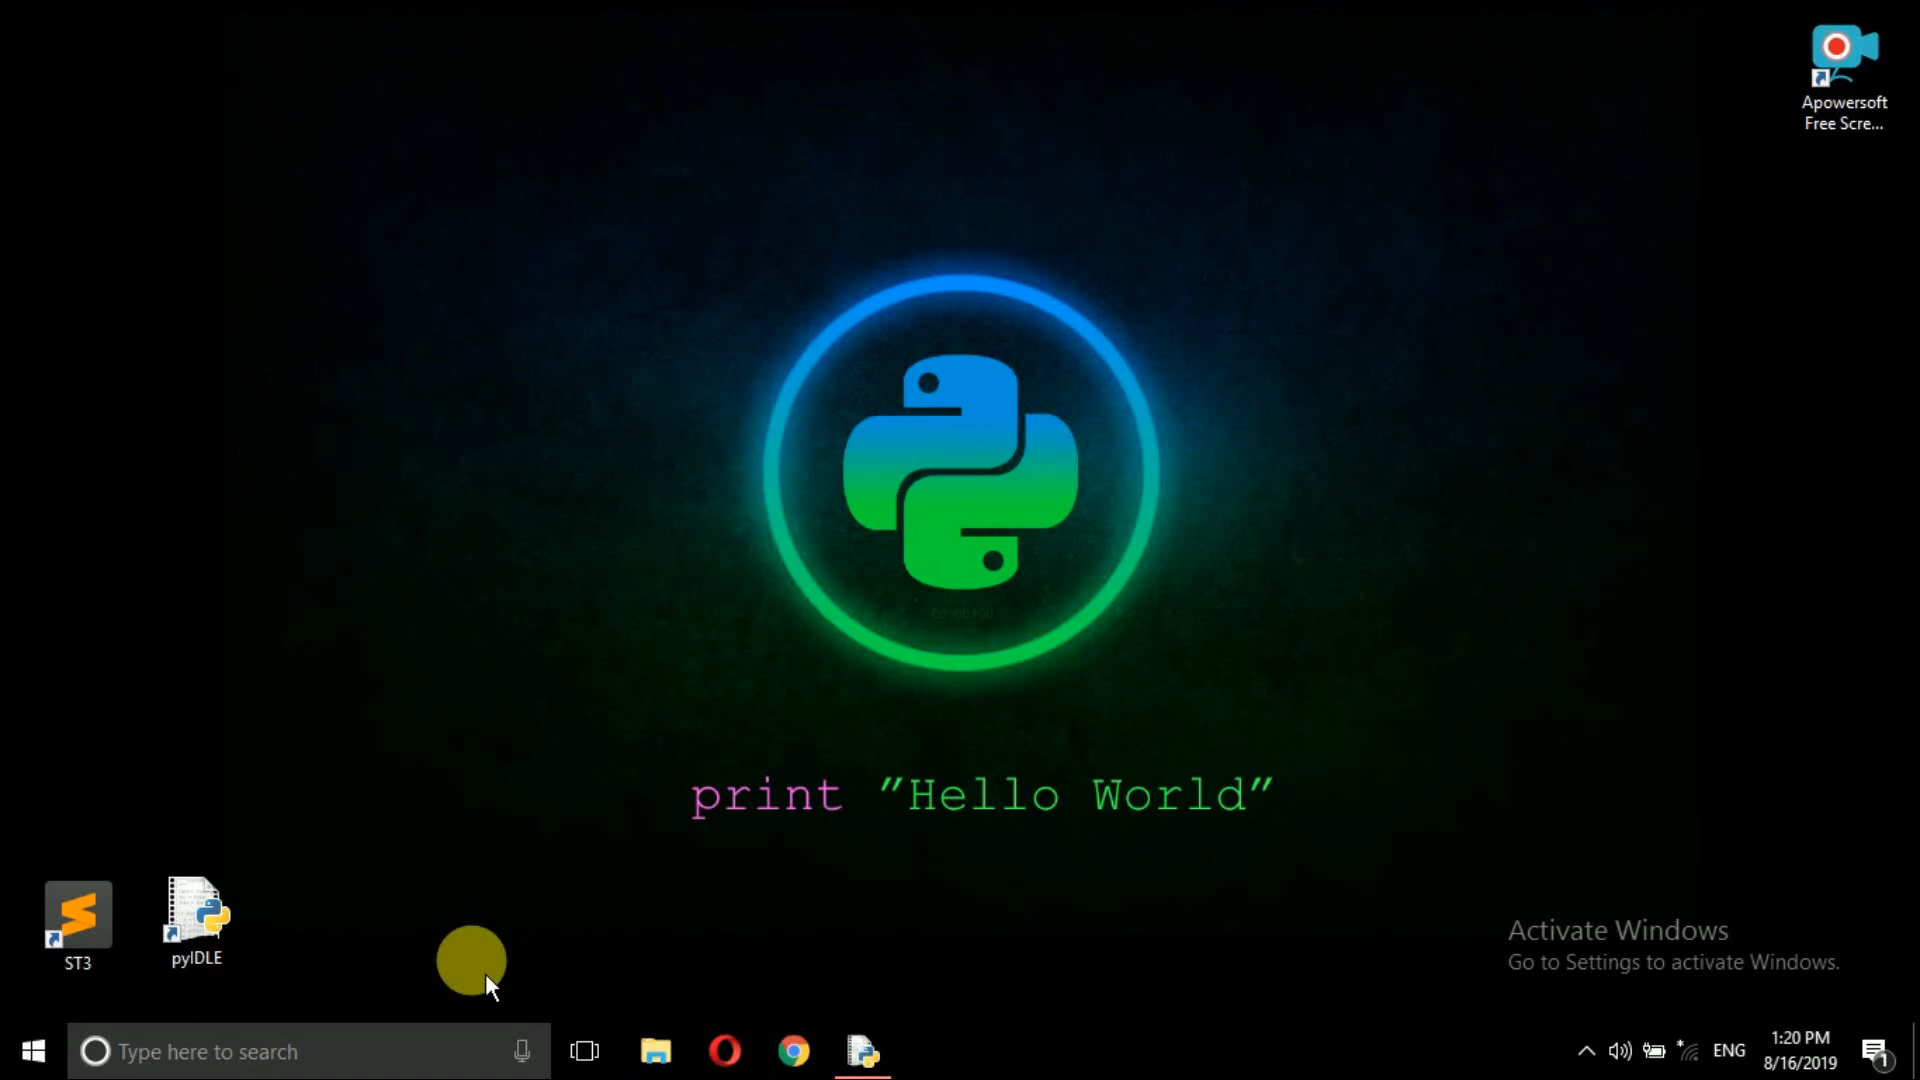 Apowersoft
Free Scre...
print "Hello World"
ST3
pyIDLE
Activate Windows
Go to Settings to activate Windows.
Type here to search
ENG
1:20 PM
8/16/2019
1